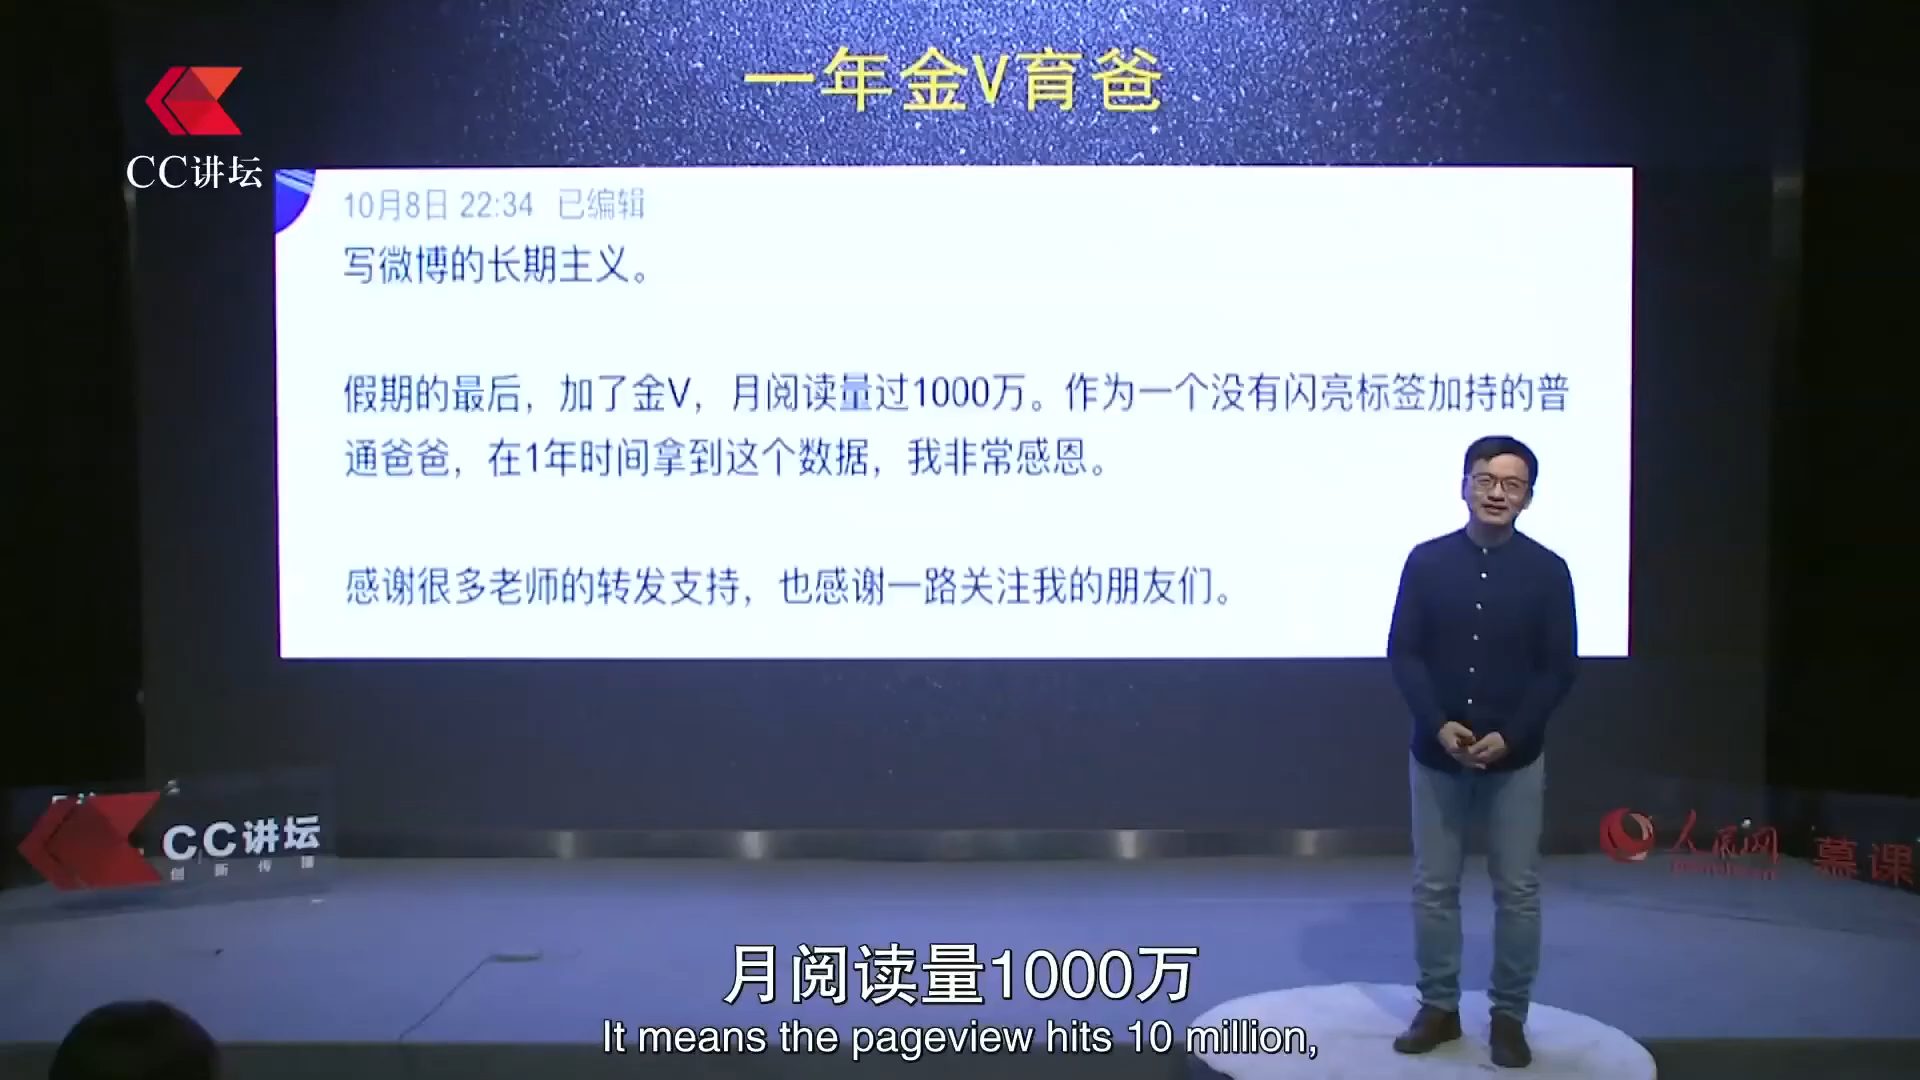 一年金V育爸
CC讲坛
10月8日 22:34 已编辑
写微博的长期主义。
假期的最后，加了金V，月阅读量过1000万。作为一个没有闪亮标签加持的普
通爸爸，在1年时间拿到这个数据，我非常感恩。
感谢很多老师的转发支持，也感谢一路关注我的朋友们。
CC讲坛
创新传播
人民网
慕课
月阅读量1000万
It means the pageview hits 10 million,